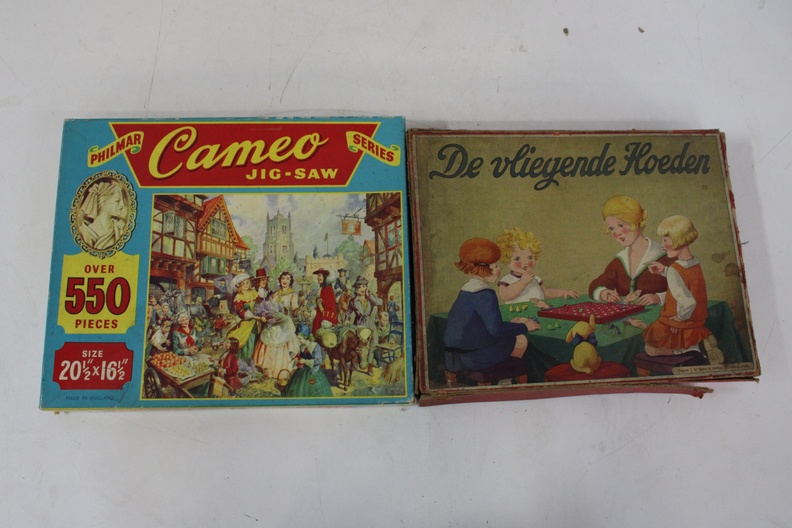 PHILMAR
Cameo
SERIES
JIG-SAW
OVER
550
PIECES
SIZE
20½"x16½"
MADE IN ENGLAND
De vliegende Hoeden